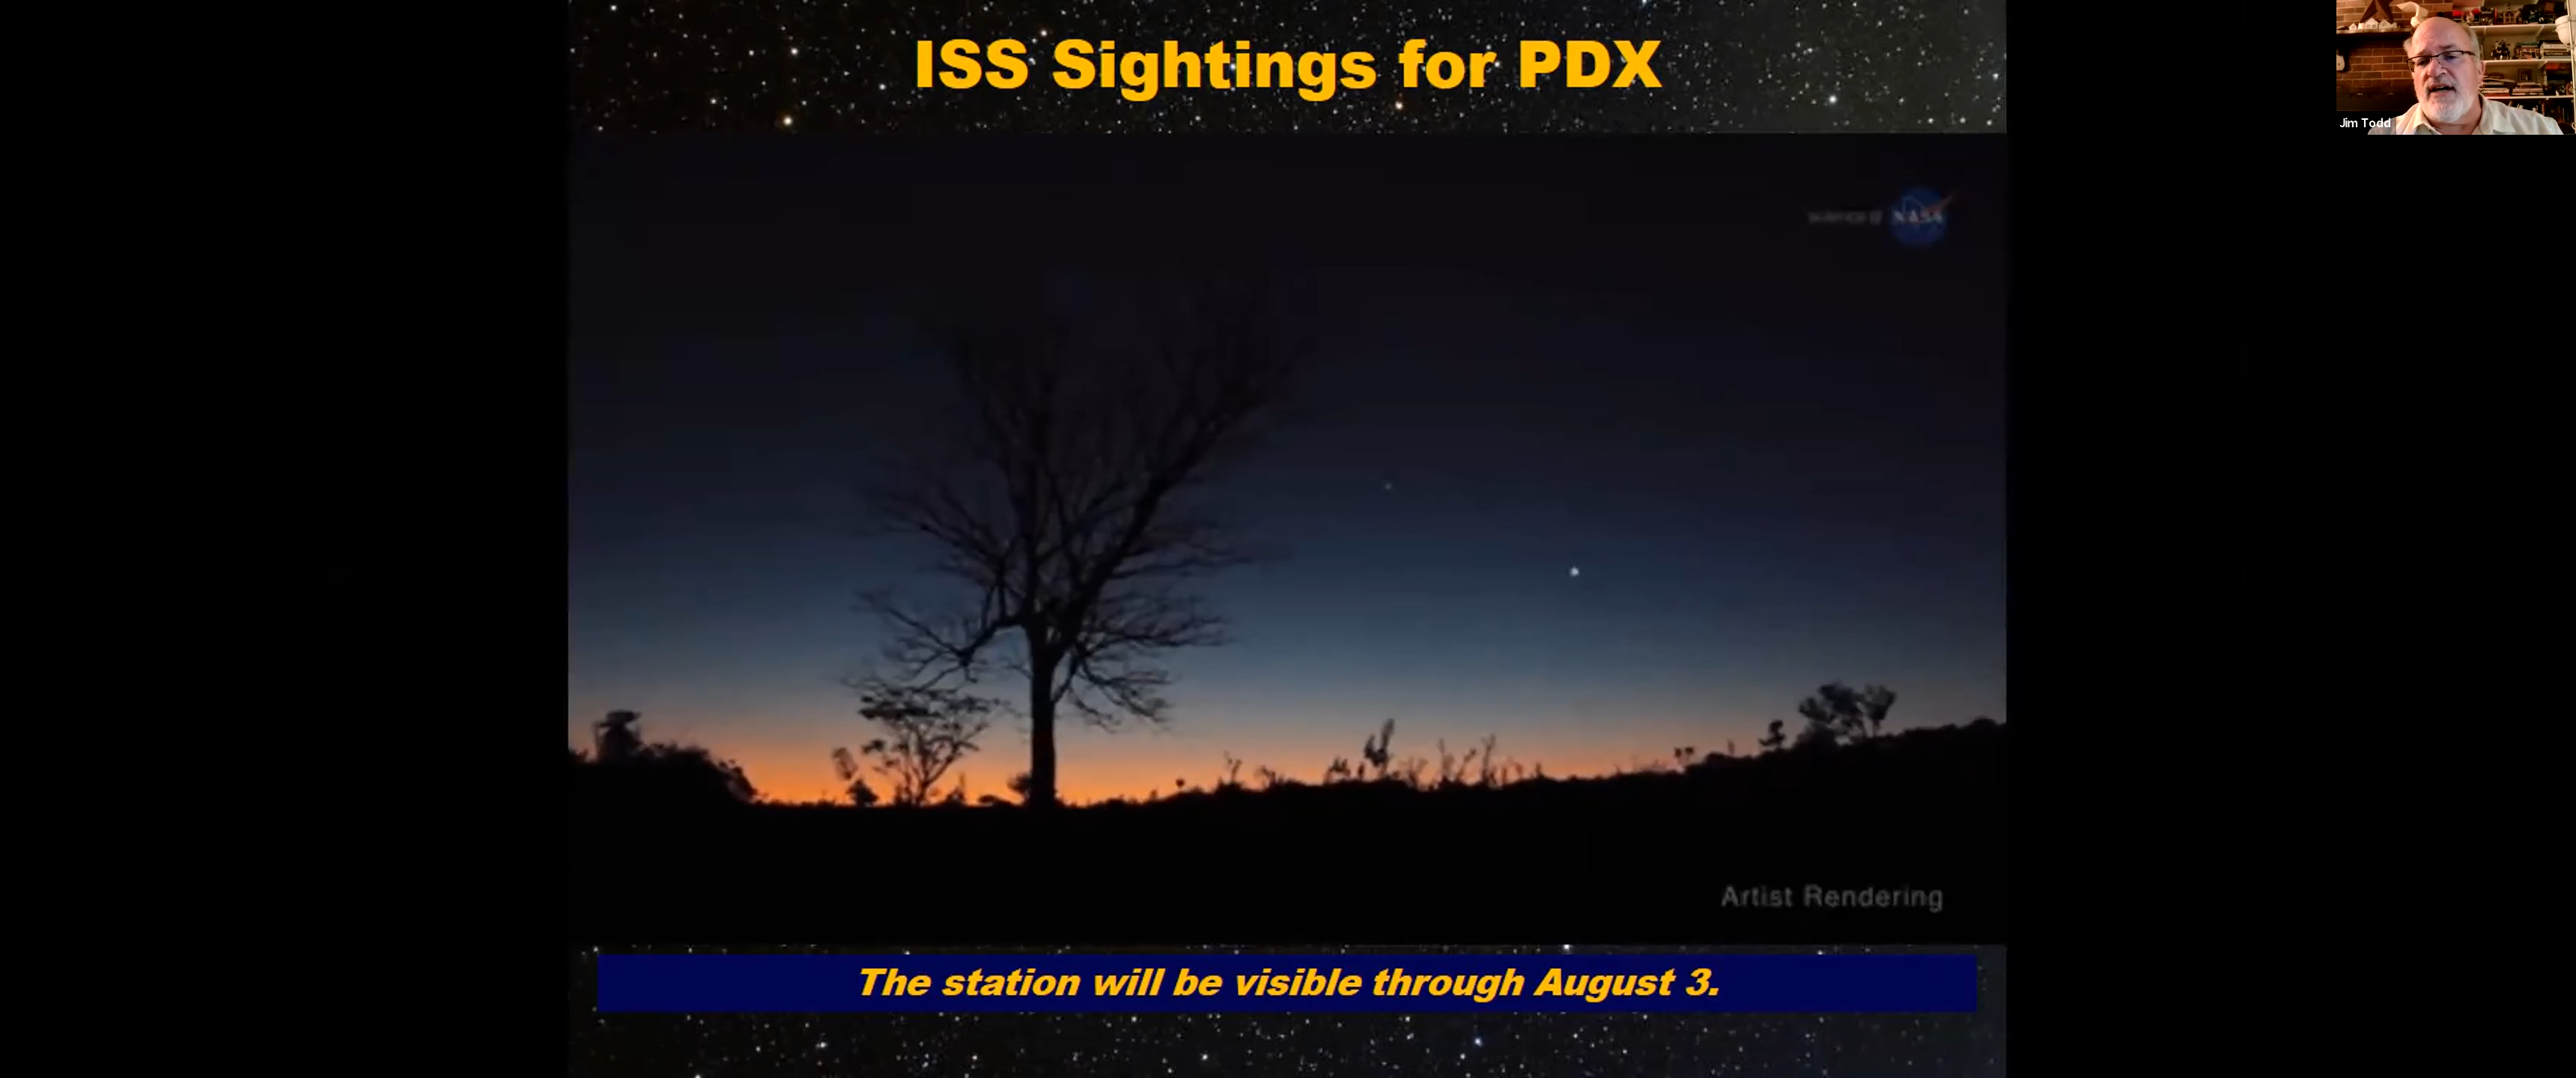 ISS Sightings for PDX
Jim Todd
NASA
Artist Rendering
The station will be visible through August 3.